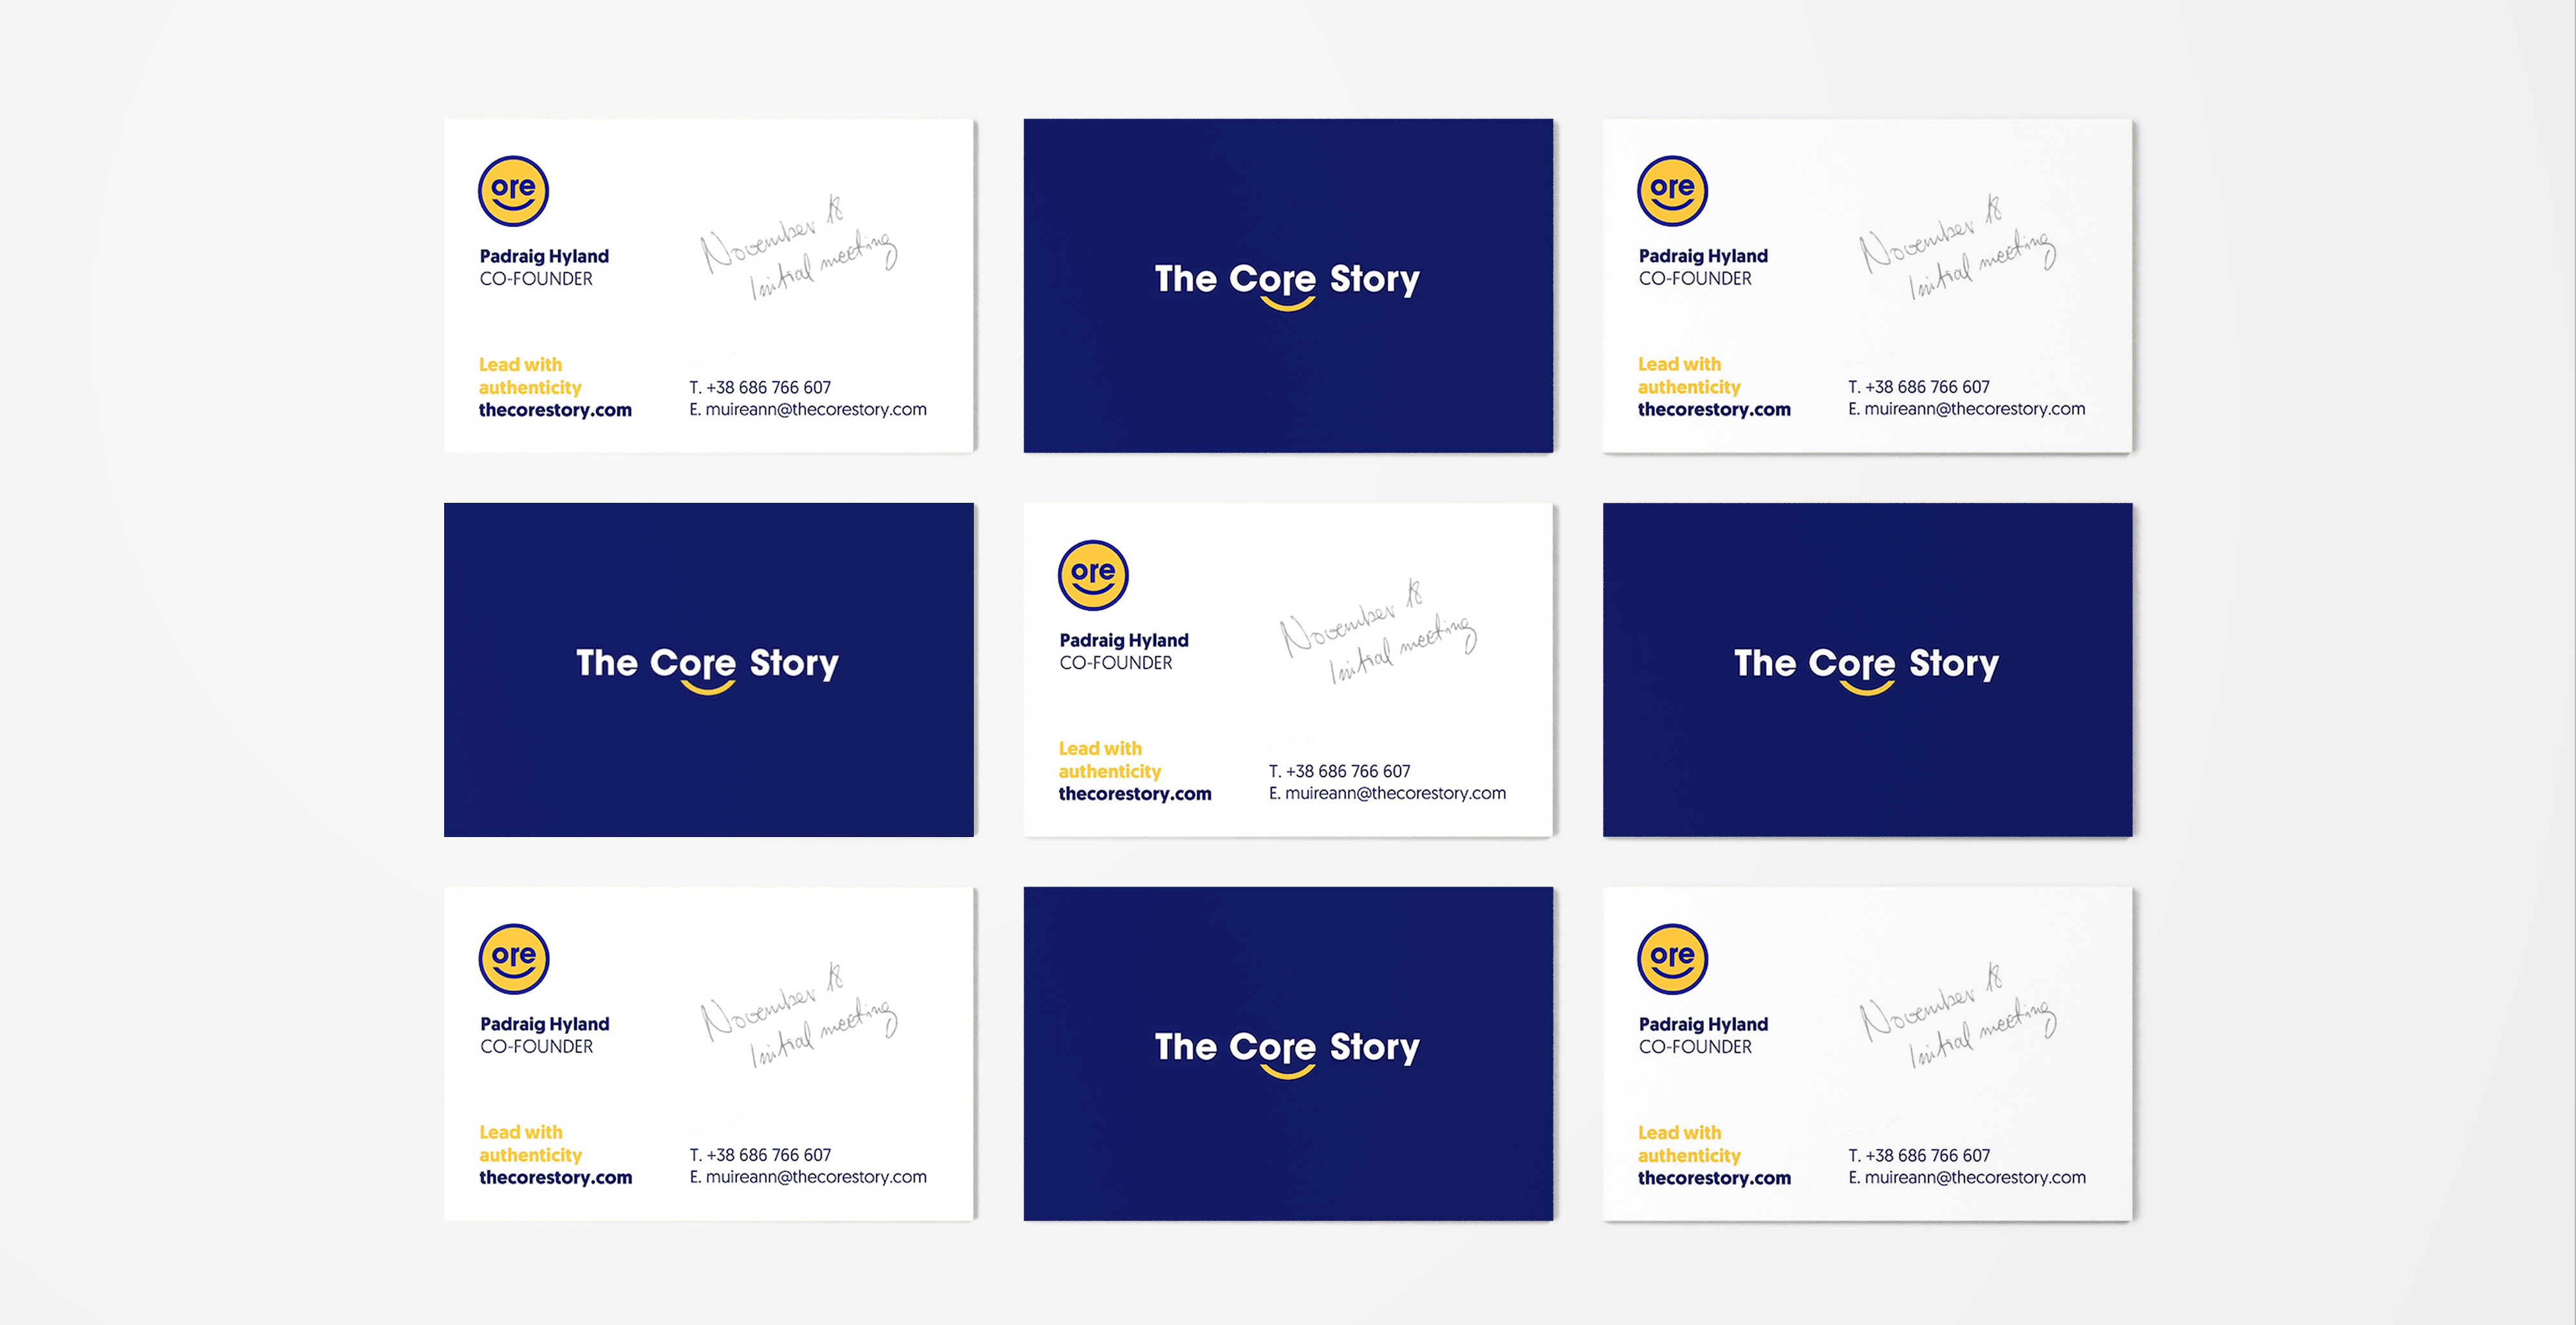 ore
November 18
Initial meeting
Padraig Hyland
CO-FOUNDER
Lead with
authenticity
thecorestory.com
T. +38 686 766 607
E. muireann@thecorestory.com
The Core Story
ore
November 18
Initial meeting
Padraig Hyland
CO-FOUNDER
Lead with
authenticity
thecorestory.com
T. +38 686 766 607
E. muireann@thecorestory.com
The Core Story
ore
November 18
Initial meeting
Padraig Hyland
CO-FOUNDER
Lead with
authenticity
thecorestory.com
T. +38 686 766 607
E. muireann@thecorestory.com
The Core Story
ore
November 18
Initial meeting
Padraig Hyland
CO-FOUNDER
Lead with
authenticity
thecorestory.com
T. +38 686 766 607
E. muireann@thecorestory.com
The Core Story
ore
November 18
Initial meeting
Padraig Hyland
CO-FOUNDER
Lead with
authenticity
thecorestory.com
T. +38 686 766 607
E. muireann@thecorestory.com